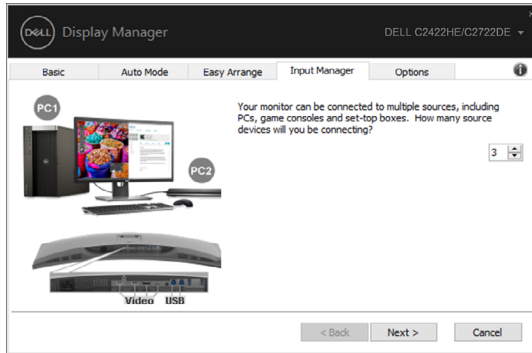 DELL Display Manager
DELL C2422HE/C2722DE
Basic Auto Mode Easy Arrange Input Manager Options
PC1
Your monitor can be connected to multiple sources, including
PCs, game consoles and set-top boxes. How many source
devices will you be connecting?
3
PC2
Video USB
< Back Next > Cancel